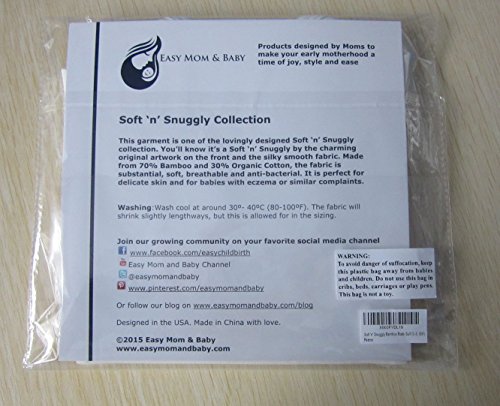 EASY MOM & BABY
Products designed by Moms to
make your early motherhood a
time of joy, style and ease
Soft ‘n’ Snuggly Collection
This garment is one of the lovingly designed Soft ‘n’ Snuggly
collection. You’ll know it’s a Soft ‘n’ Snuggly by the charming
original artwork on the front and the silky smooth fabric. Made
from 70% Bamboo and 30% Organic Cotton, the fabric is
substantial, soft, breathable and anti-bacterial. It is perfect for
delicate skin and for babies with eczema or similar complaints.
Washing: Wash cool at around 30º- 40ºC (80-100ºF). The fabric will
shrink slightly lengthways, but this is allowed for in the sizing.
Join our growing community on your favorite social media channel
www.facebook.com/easychildbirth
Easy Mom and Baby Channel
@easymomandbaby
www.pinterest.com/easymomandbaby
Or follow our blog on www.easymomandbaby.com/blog
Designed in the USA. Made in China with love.
©2015 Easy Mom & Baby
www.easymomandbaby.com
WARNING:
To avoid danger of suffocation, keep
this plastic bag away from babies
and children. Do not use this bag in
cribs, beds, carriages or play pens.
This bag is not a toy.
Soft 'n' Snuggly Bamboo